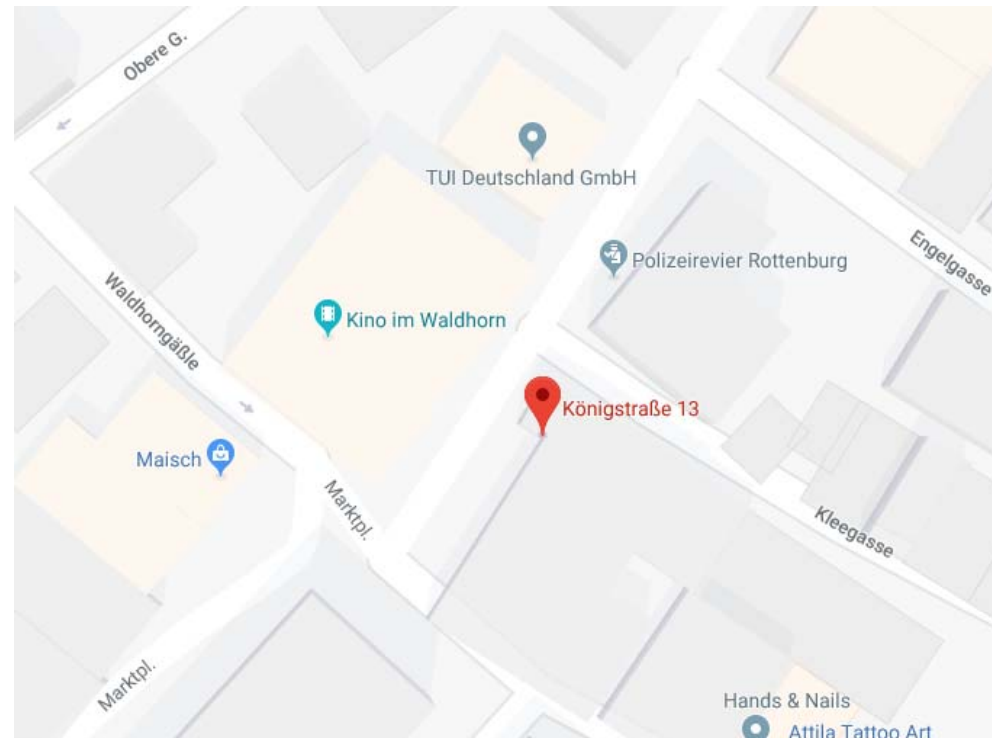 Obere G.
TUI Deutschland GmbH
Engelgasse
Polizeirevier Rottenburg
Waldhorngäßle
Kino im Waldhorn
Königstraße 13
Maisch
Marktpl.
Kleegasse
Marktpl.
Hands & Nails
Attila Tattoo Art